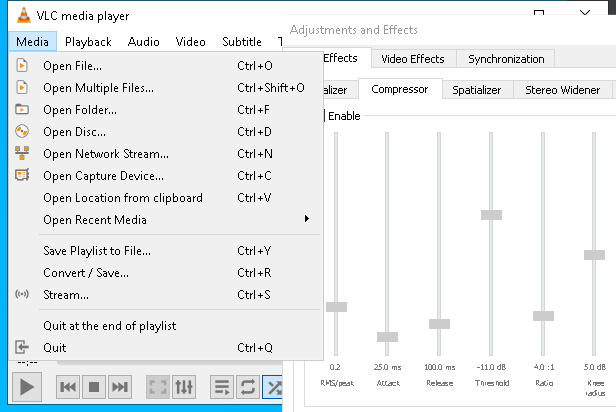 VLC media player
Adjustments and Effects
Media Playback Audio Video Subtitle T
Effects Video Effects Synchronization
alizer Compressor Spatializer Stereo Widener
Enable
Open File... Ctrl+O
Open Multiple Files... Ctrl+Shift+O
Open Folder... Ctrl+F
Open Disc... Ctrl+D
Open Network Stream... Ctrl+N
Open Capture Device... Ctrl+C
Open Location from clipboard Ctrl+V
Open Recent Media
Save Playlist to File... Ctrl+Y
Convert / Save... Ctrl+R
Stream... Ctrl+S
Quit at the end of playlist
Quit Ctrl+Q
0.2 25.0 ms 100.0 ms -11.0 dB 4.0 :1 5.0 dB
RMS/peak Attack Release Threshold Ratio Knee
radius